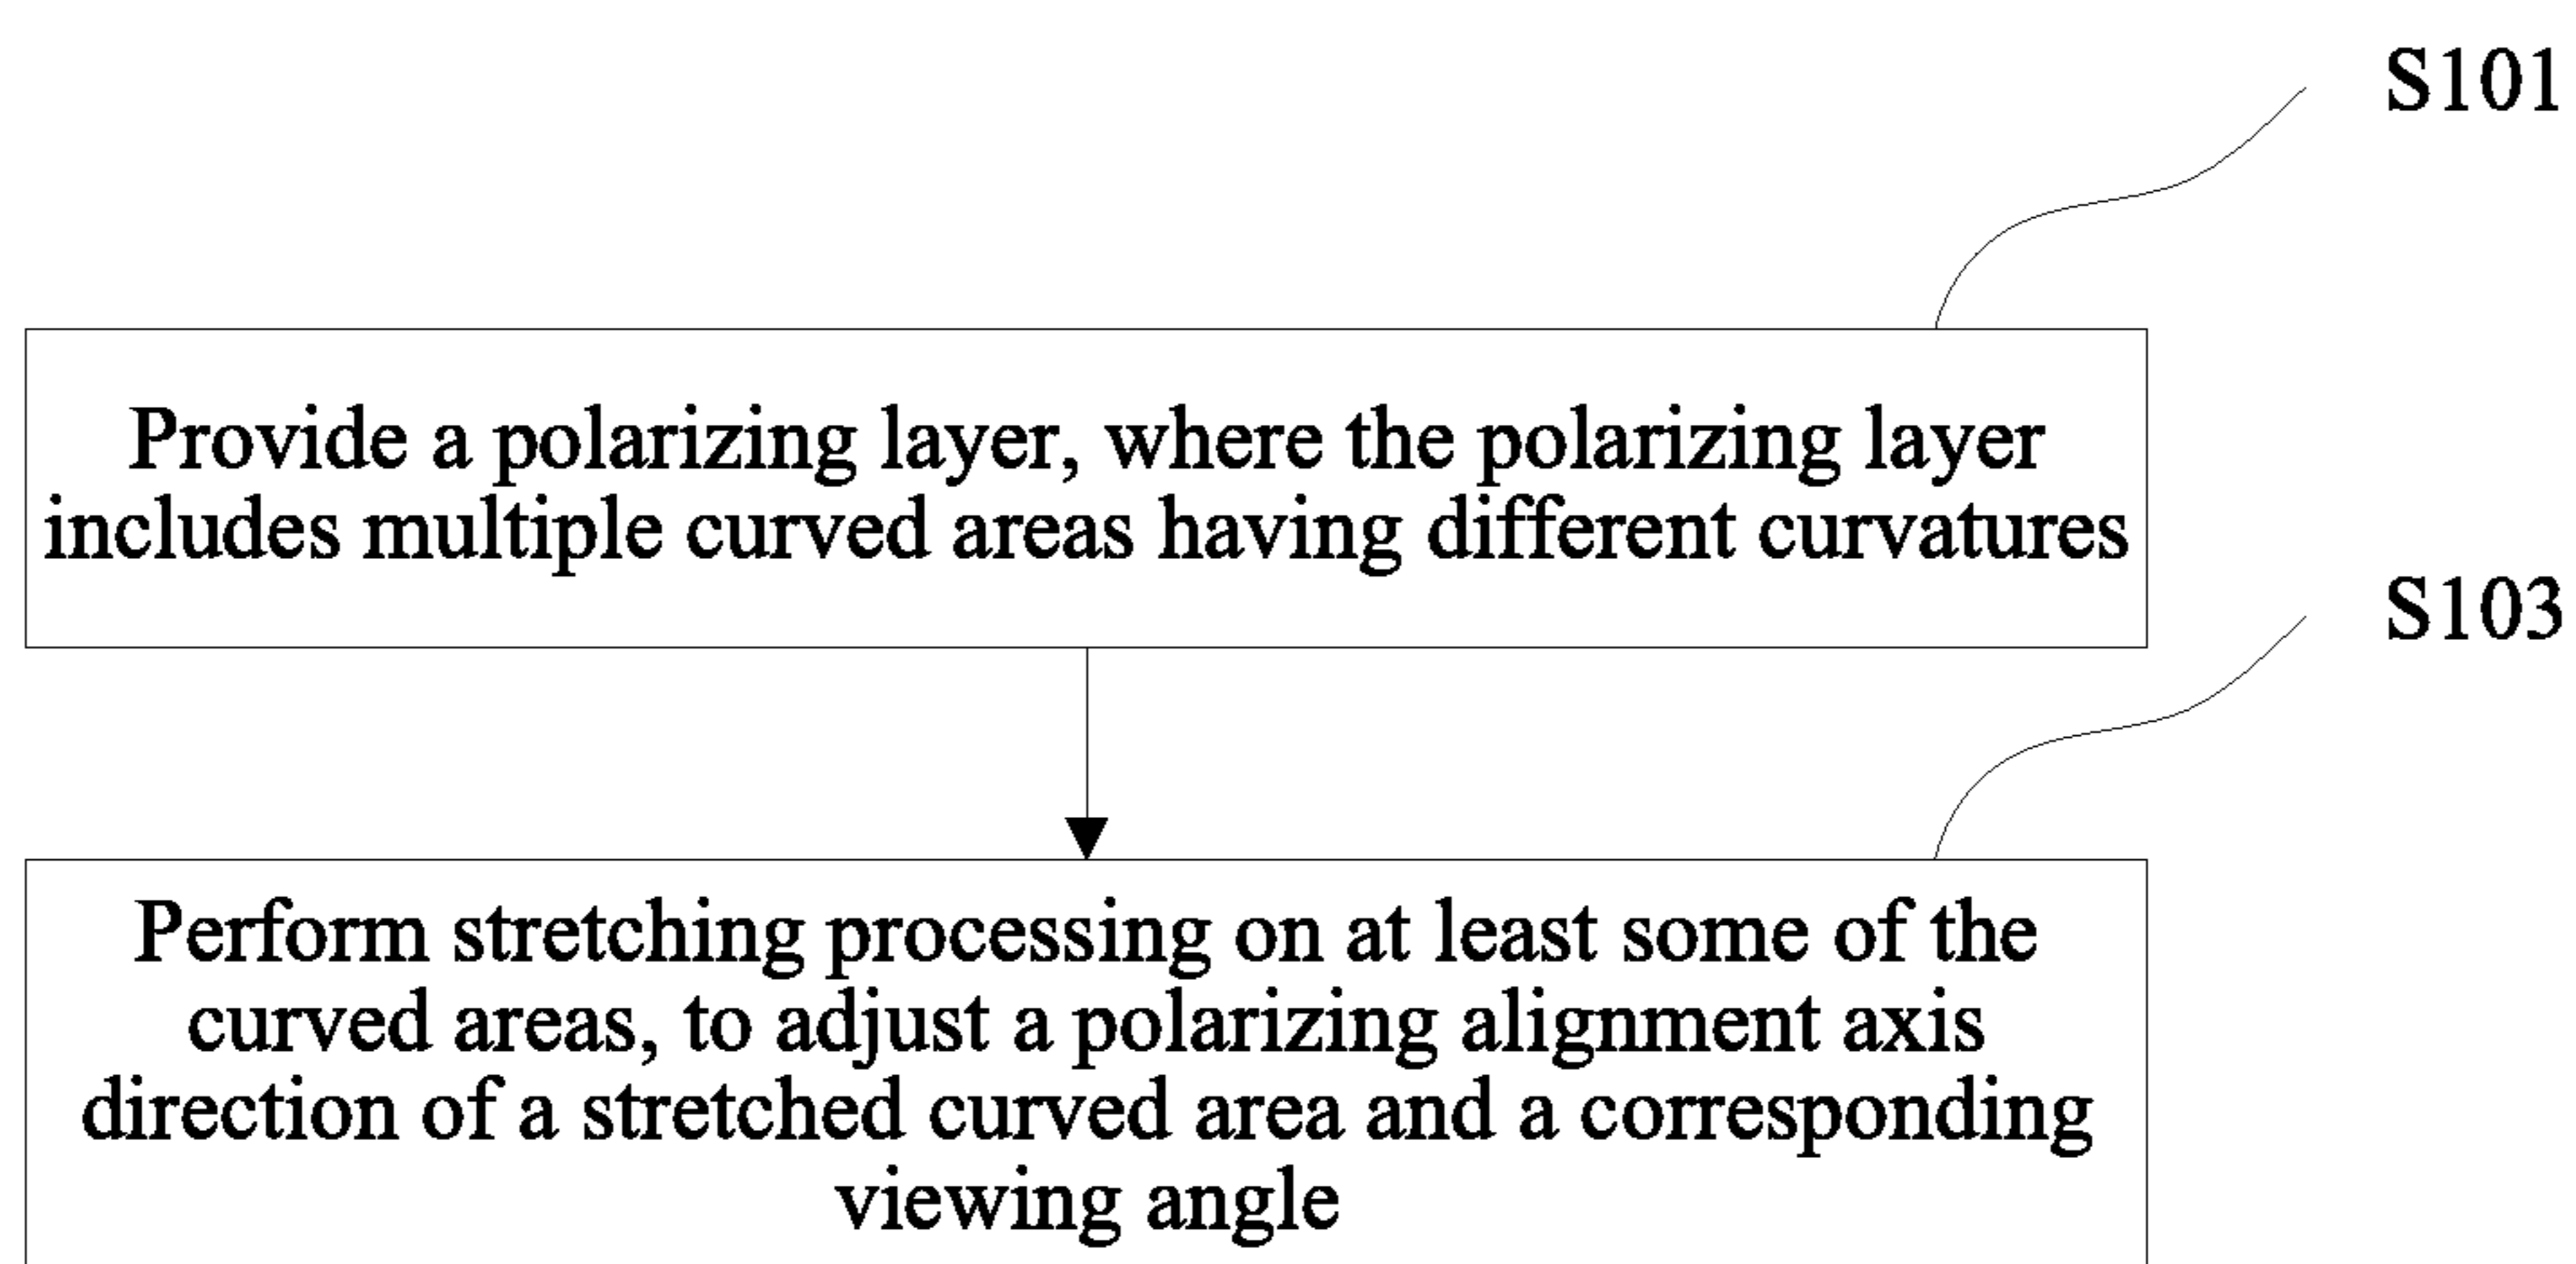 S101
Provide a polarizing layer, where the polarizing layer
includes multiple curved areas having different curvatures
S103
Perform stretching processing on at least some of the
curved areas, to adjust a polarizing alignment axis
direction of a stretched curved area and a corresponding
viewing angle